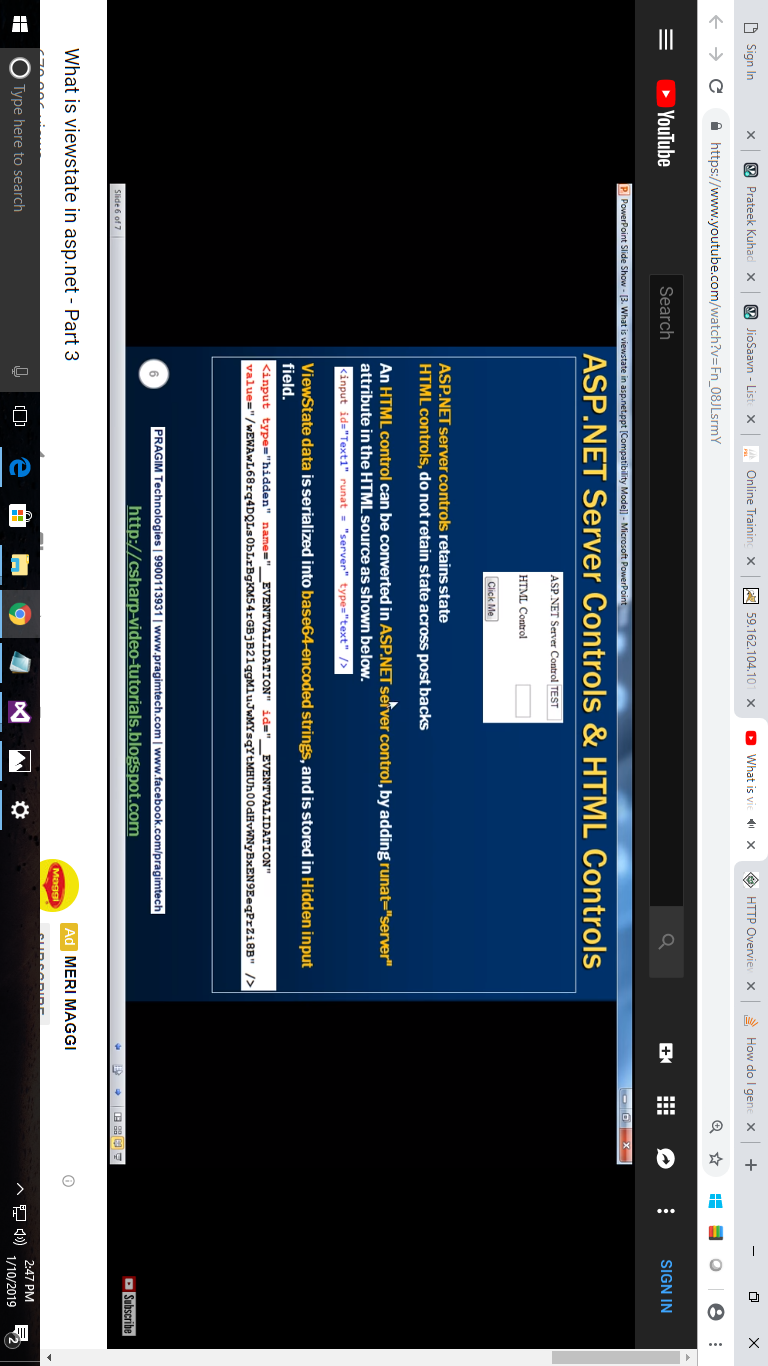 Sign In
Prateek Kuhad
JioSaavn - List
Online Training
59.162.104.101
What is vie
HTTP Overvie
How do I gene
https://www.youtube.com/watch?v=Fn_08JLsrmY
YouTube
Search
SIGN IN
PowerPoint Slide Show - [3. What is viewstate in asp.net.ppt [Compatibility Mode]] - Microsoft PowerPoint
ASP.NET Server Controls & HTML Controls
ASP.NET Server Control TEST
HTML Control
Click Me
ASP.NET server controls retains state
HTML controls, do not retain state across post backs
An HTML control can be converted in ASP.NET server control, by adding runat="server"
attribute in the HTML source as shown below.
<input id="Text1" runat = "server" type="text" />
ViewState data is serialized into base64-encoded strings, and is stored in Hidden input
field.
<input type="hidden" name="__EVENTVALIDATION" id="__EVENTVALIDATION"
6
PRAGIM Technologies | 9900113931 | www.pragimtech.com | www.facebook.com/pragimtech
http://csharp-video-tutorials.blogspot.com
Slide 6 of 7
Subscribe
What is viewstate in asp.net - Part 3
Maggi
Ad MERI MAGGI
SUBSCRIBE
Type here to search
2:47 PM
1/10/2019
2